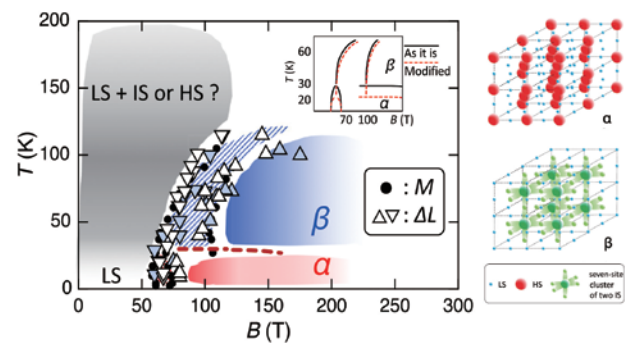 200
150
100
50
0
T (K)
LS + IS or HS ?
LS
β
α
: M
: ΔL
0
50
100
150
200
250
300
B (T)
60
30
20
T (K)
β
α
70
100
B (T)
As it is
Modified
α
β
LS
HS
seven-site
cluster
of two IS